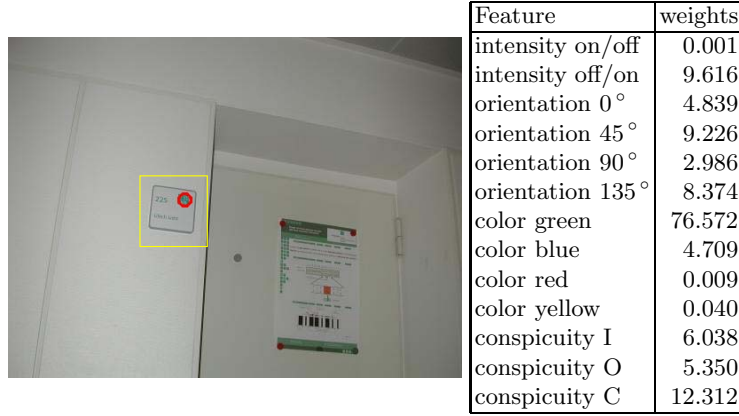 225
Feature weights
intensity on/off 0.001
intensity off/on 9.616
orientation 0° 4.839
orientation 45° 9.226
orientation 90° 2.986
orientation 135° 8.374
color green 76.572
color blue 4.709
color red 0.009
color yellow 0.040
conspicuity I 6.038
conspicuity O 5.350
conspicuity C 12.312